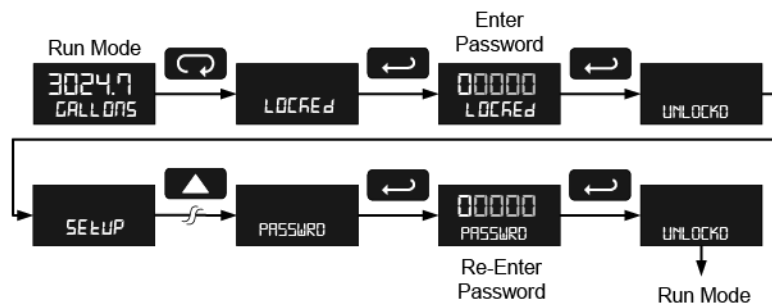 Run Mode
3024.7
GALLONS
LOCKEd
Enter
Password
00000
LOCKEd
UNLOCKD
SEtUP
PASSWRD
00000
PASSWRD
Re-Enter
Password
UNLOCKD
Run Mode